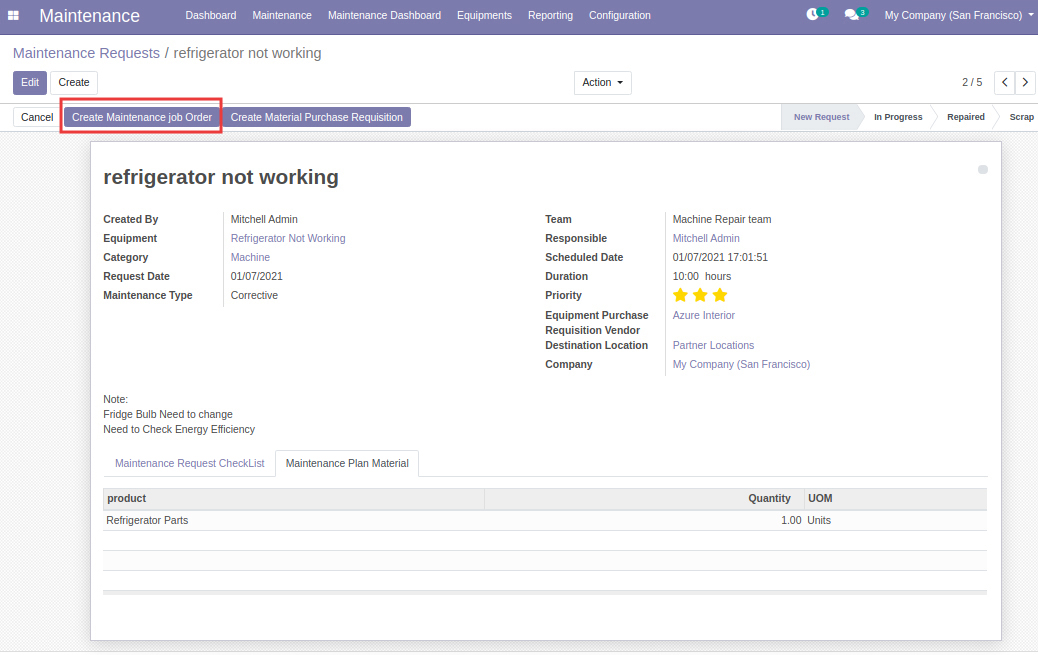 Maintenance Dashboard Maintenance Maintenance Dashboard Equipments Reporting Configuration 1 3 My Company (San Francisco)
Maintenance Requests / refrigerator not working
Edit Create Action 2 / 5
Cancel Create Maintenance job Order Create Material Purchase Requisition New Request In Progress Repaired Scrap
refrigerator not working
Created By Mitchell Admin
Equipment Refrigerator Not Working
Category Machine
Request Date 01/07/2021
Maintenance Type Corrective
Team Machine Repair team
Responsible Mitchell Admin
Scheduled Date 01/07/2021 17:01:51
Duration 10:00 hours
Priority
Equipment Purchase Azure Interior
Requisition Vendor
Destination Location Partner Locations
Company My Company (San Francisco)
Note:
Fridge Bulb Need to change
Need to Check Energy Efficiency
Maintenance Request CheckList Maintenance Plan Material
product Quantity UOM
Refrigerator Parts 1.00 Units